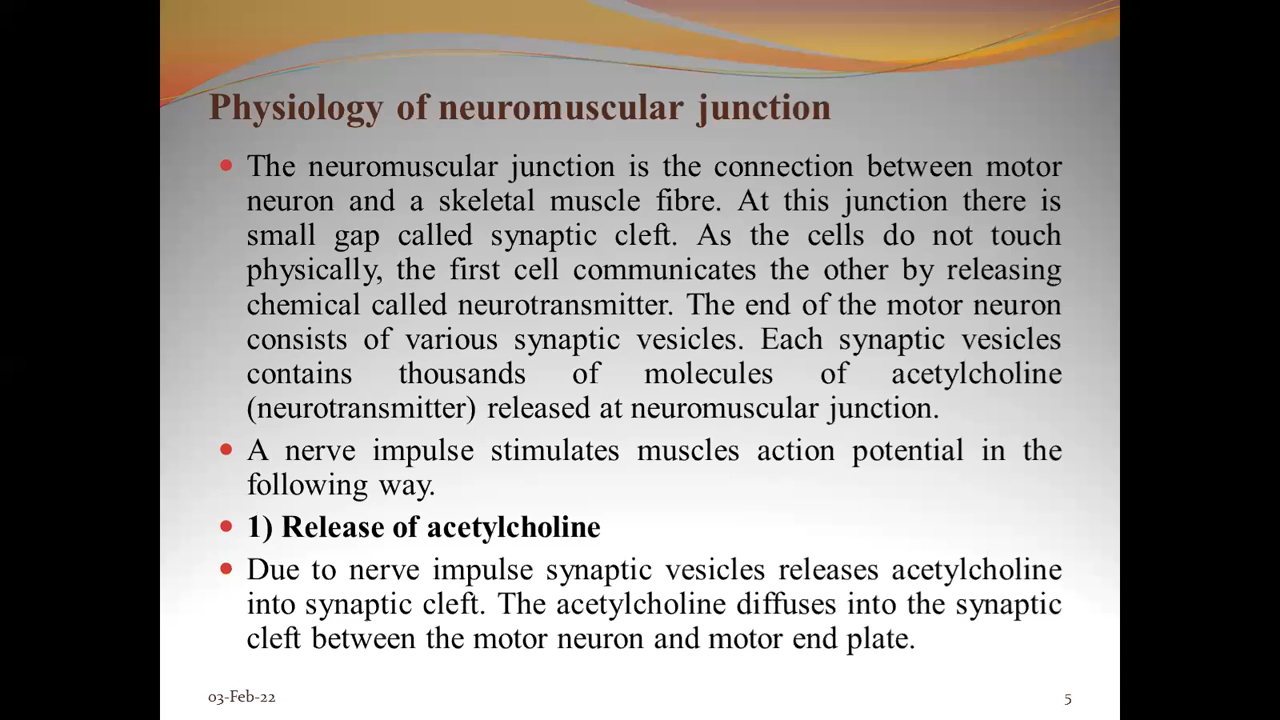 Physiology of neuromuscular junction
The neuromuscular junction is the connection between motor
neuron and a skeletal muscle fibre. At this junction there is
small gap called synaptic cleft. As the cells do not touch
physically, the first cell communicates the other by releasing
chemical called neurotransmitter. The end of the motor neuron
consists of various synaptic vesicles. Each synaptic vesicles
contains thousands of molecules of acetylcholine
(neurotransmitter) released at neuromuscular junction.
A nerve impulse stimulates muscles action potential in the
following way.
1) Release of acetylcholine
Due to nerve impulse synaptic vesicles releases acetylcholine
into synaptic cleft. The acetylcholine diffuses into the synaptic
cleft between the motor neuron and motor end plate.
03-Feb-22
5